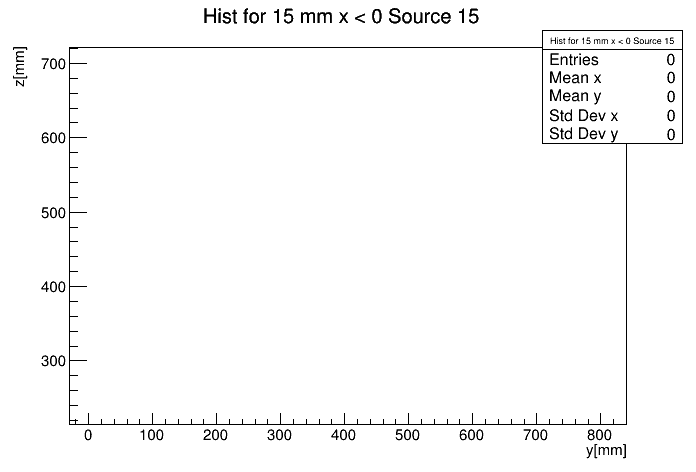 Hist for 15 mm x < 0 Source 15
z[mm]
Hist for 15 mm x < 0 Source 15
Entries 0
Mean x 0
Mean y 0
Std Dev x 0
Std Dev y 0
700
600
500
400
300
0 100 200 300 400 500 600 700 800
y[mm]